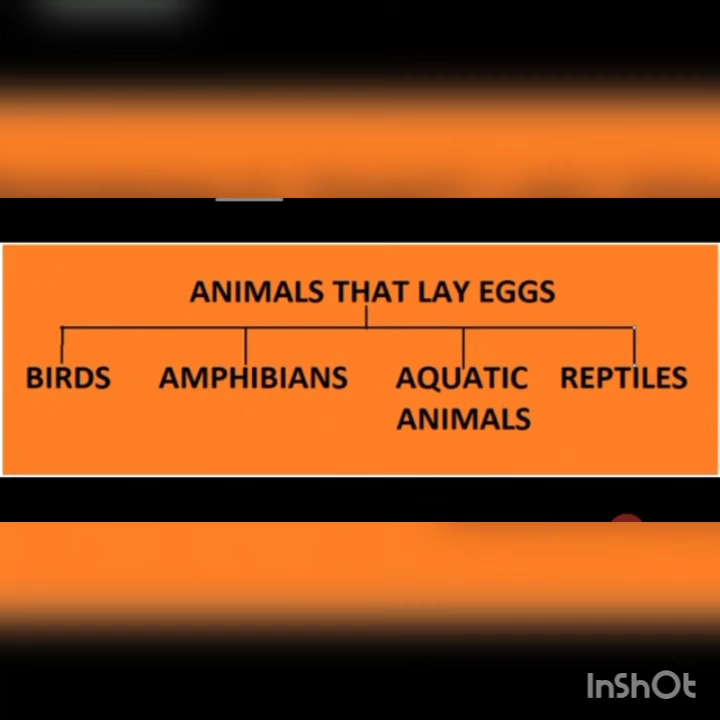 ANIMALS THAT LAY EGGS
BIRDS AMPHIBIANS AQUATIC REPTILES
ANIMALS
InShOt